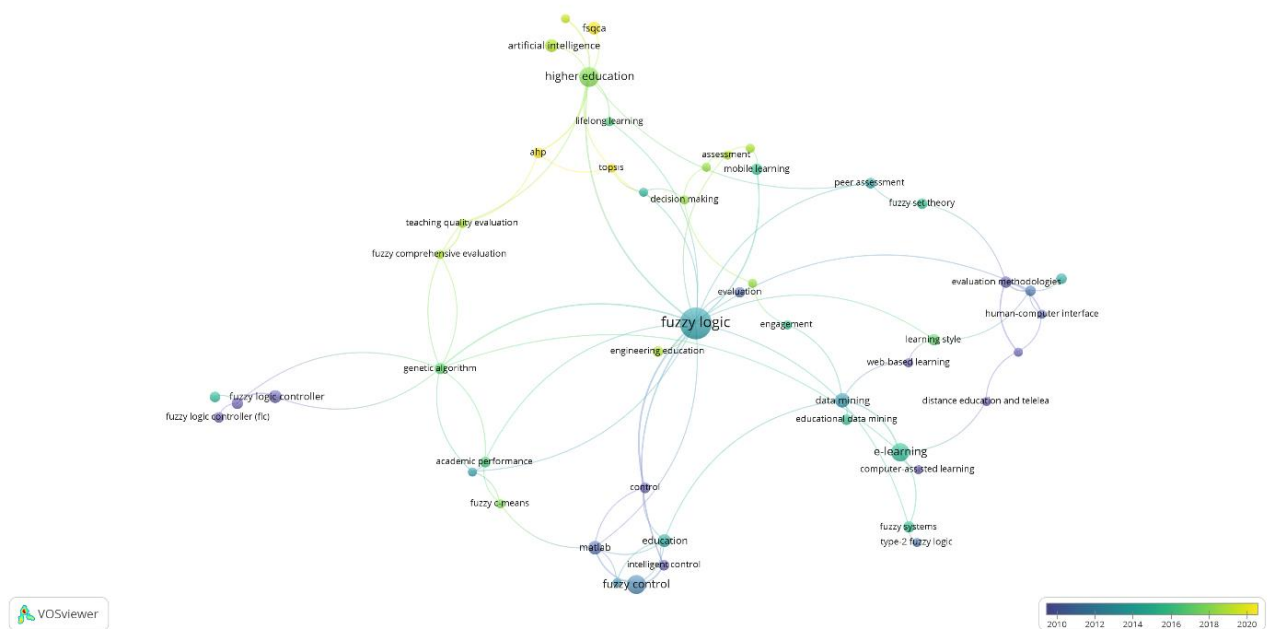 fsqca
artificial intelligence
higher education
lifelong learning
ahp
assessment
topsis
mobile learning
peer assessment
decision making
fuzzy set theory
teaching quality evaluation
fuzzy comprehensive evaluation
evaluation methodologies
evaluation
human-computer interface
fuzzy logic
engagement
learning style
engineering education
web-based learning
genetic algorithm
fuzzy logic controller
data mining
distance education and telelea
fuzzy logic controller (flc)
educational data mining
e-learning
academic performance
computer-assisted learning
control
fuzzy c-means
fuzzy systems
education
type-2 fuzzy logic
matlab
intelligent control
fuzzy control
VOSviewer
2010 2012 2014 2016 2018 2020